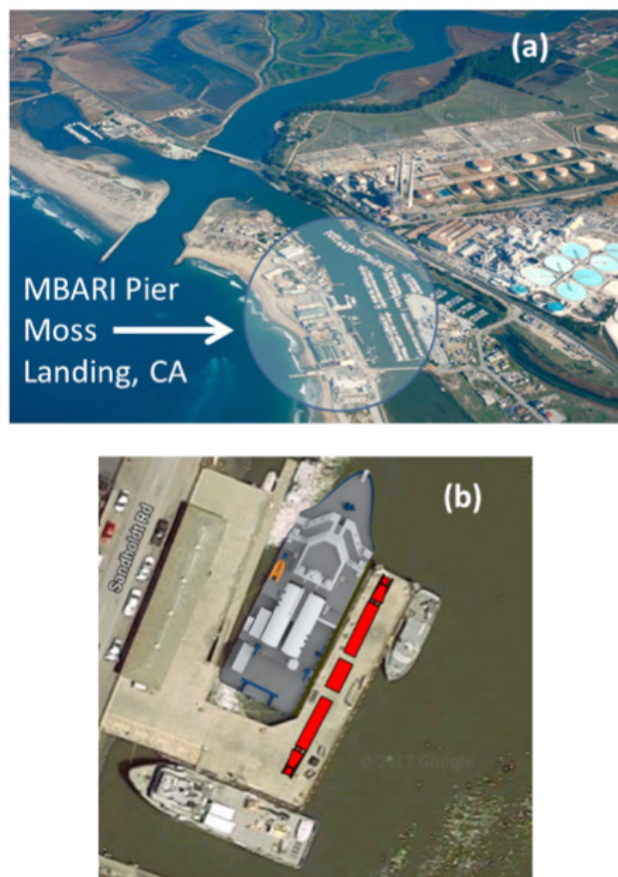 (a)
MBARI Pier
Moss
Landing, CA
(b)
Sandholdt Rd
© 2017 Google